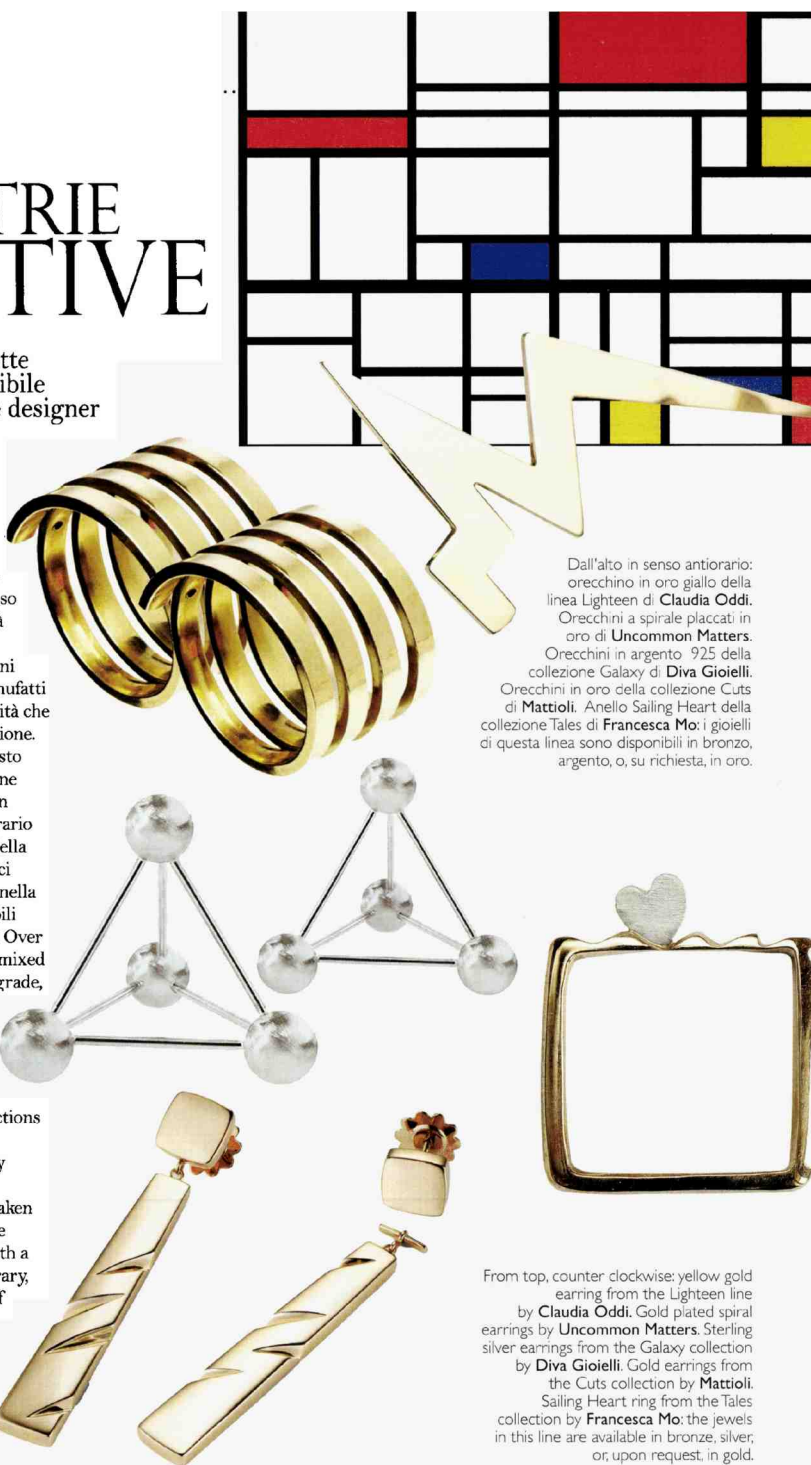 TRIE
TIVE
tte
ibile
e designer
so
à
ni
nufatti
ità che
ione.
sto
ne
n
rario
ella
ci
nella
bili
Over
mixed
grade,
ctions
y
aken
e
th a
rary,
f
Dall'alto in senso antiorario:
orecchino in oro giallo della
linea Lighteen di Claudia Oddi.
Orecchini a spirale placcati in
oro di Uncommon Matters.
Orecchini in argento 925 della
collezione Galaxy di Diva Gioielli.
Orecchini in oro della collezione Cuts
di Mattioli. Anello Sailing Heart della
collezione Tales di Francesca Mo: i gioielli
di questa linea sono disponibili in bronzo,
argento, o, su richiesta, in oro.
From top, counter clockwise: yellow gold
earring from the Lighteen line
by Claudia Oddi. Gold plated spiral
earrings by Uncommon Matters. Sterling
silver earrings from the Galaxy collection
by Diva Gioielli. Gold earrings from
the Cuts collection by Mattioli.
Sailing Heart ring from the Tales
collection by Francesca Mo: the jewels
in this line are available in bronze, silver,
or, upon request, in gold.